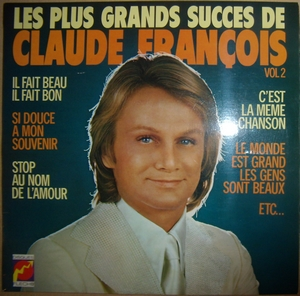 LES PLUS GRANDS SUCCES DE
CLAUDE FRANÇOIS
VOL 2
IL FAIT BEAU
IL FAIT BON
SI DOUCE
A MON
SOUVENIR
STOP
AU NOM
DE L'AMOUR
C'EST
LA MEME
CHANSON
LE MONDE
EST GRAND
LES GENS
SONT BEAUX
ETC...